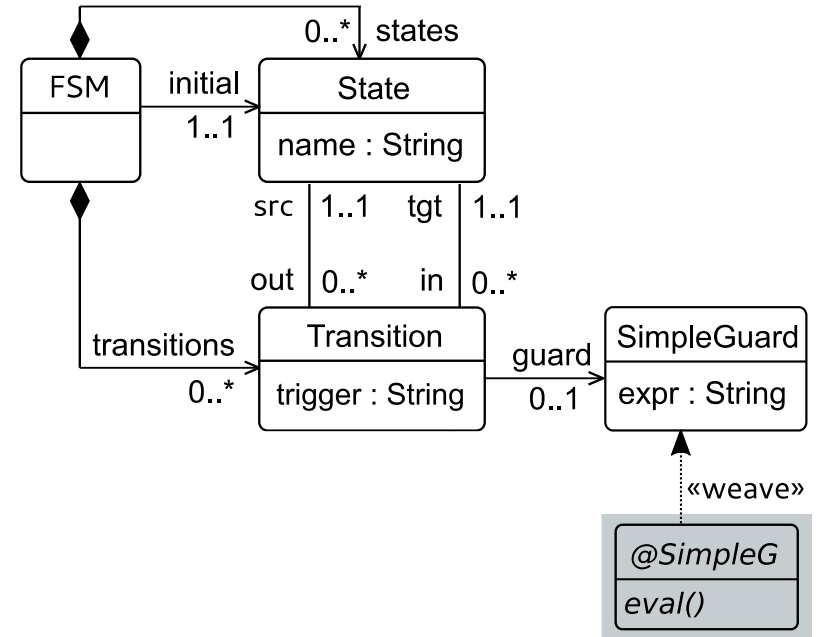 0..* states
FSM
initial
1..1
State
name : String
src 1..1 tgt 1..1
out 0..* in 0..*
transitions
0..*
Transition
trigger : String
guard
0..1
SimpleGuard
expr : String
«weave»
@SimpleG
eval()